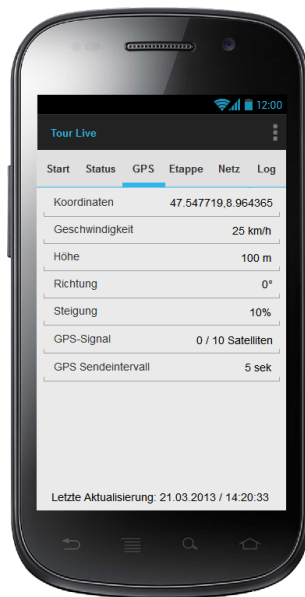 12:00
Tour Live
Start Status GPS Etappe Netz Log
Koordinaten 47.547719,8.964365
Geschwindigkeit 25 km/h
Höhe 100 m
Richtung 0°
Steigung 10%
GPS-Signal 0 / 10 Satelliten
GPS Sendeintervall 5 sek
Letzte Aktualisierung: 21.03.2013 / 14:20:33